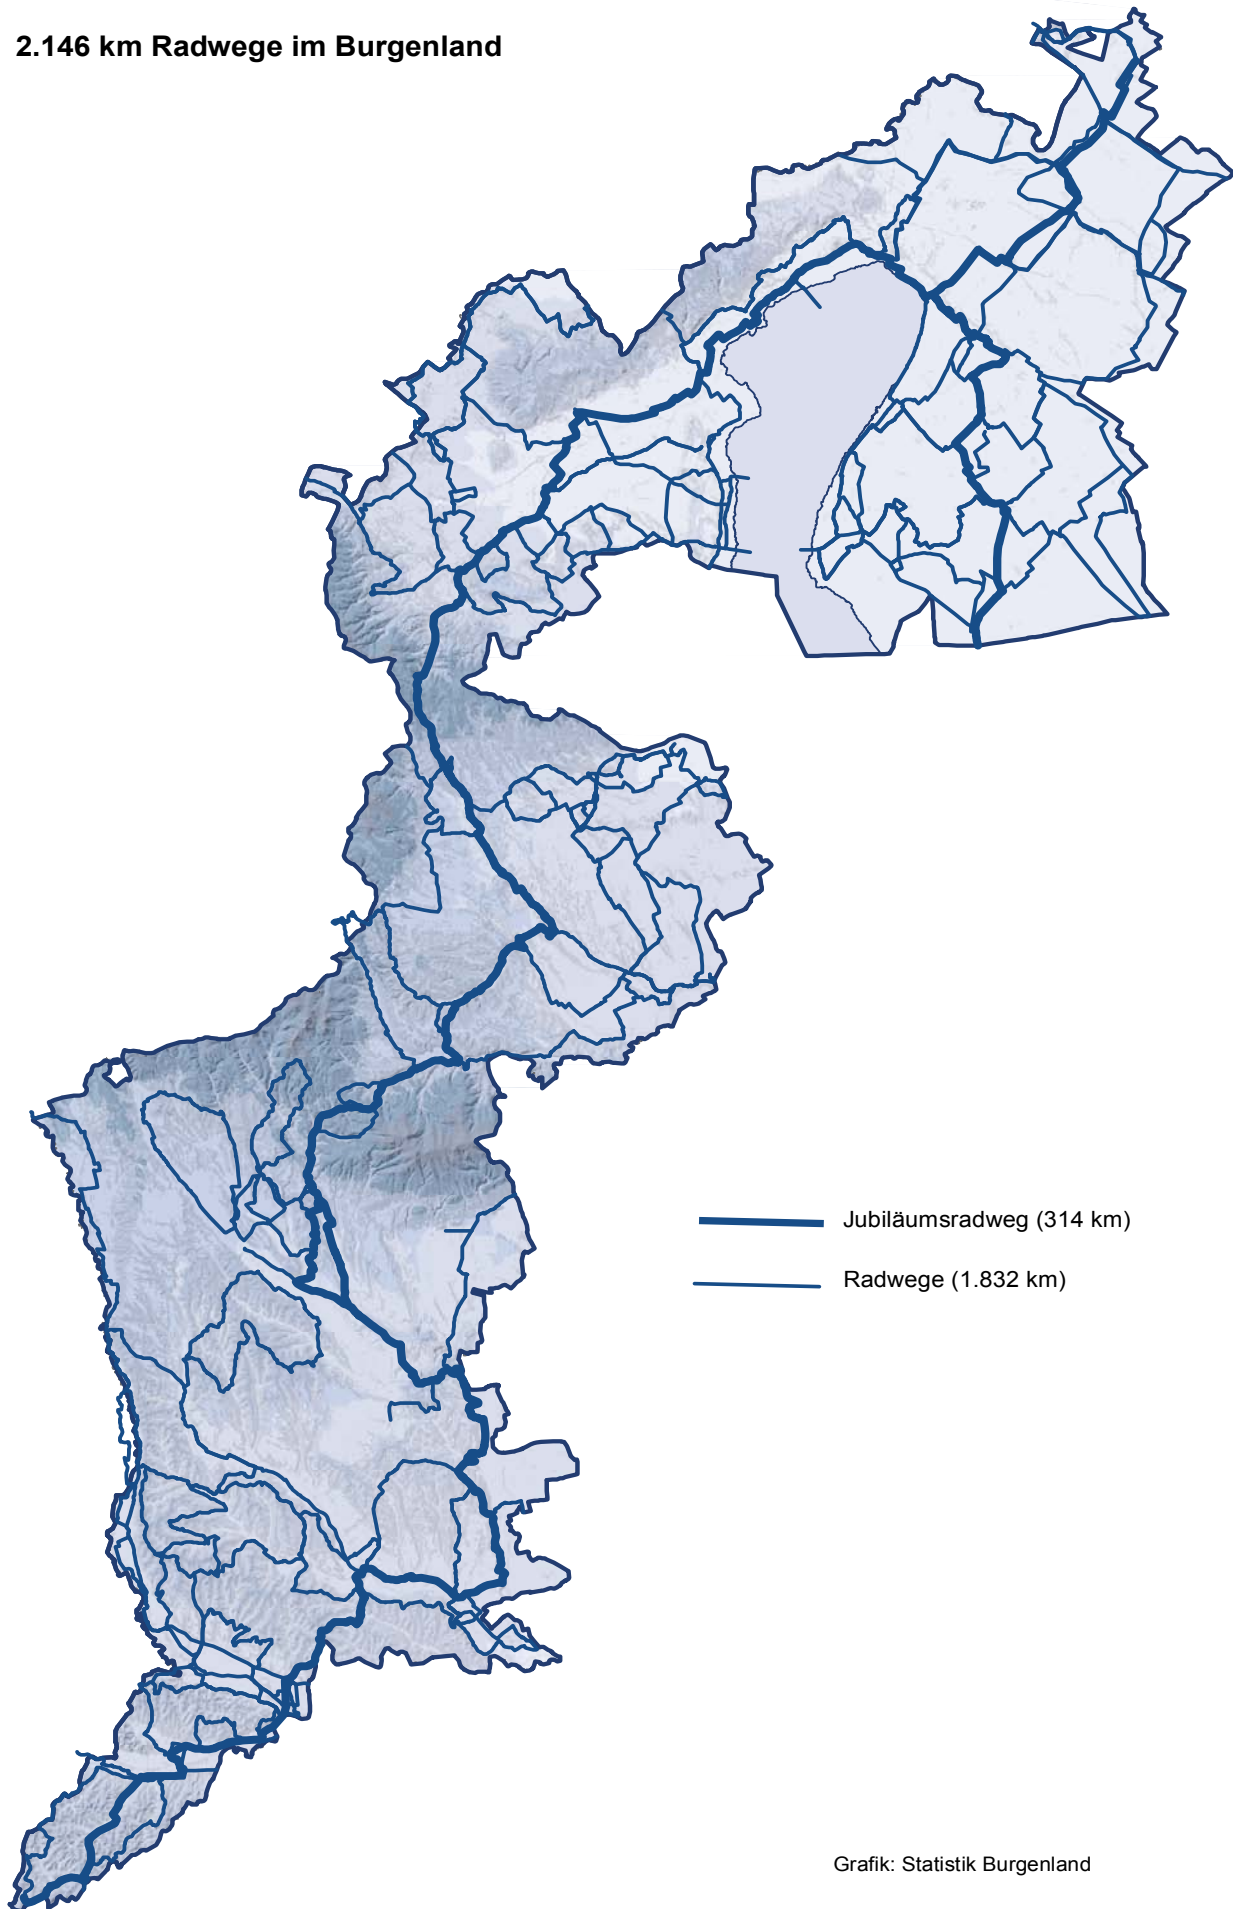 2.146 km Radwege im Burgenland
Jubiläumsradweg (314 km)
Radwege (1.832 km)
Grafik: Statistik Burgenland